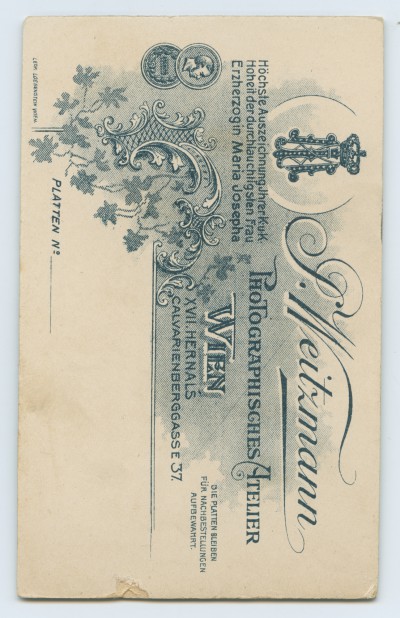 Höchste Auszeichnung Ihrer K.u.K
Hoheit der durchlauchtigsten Frau
Erzherzogin Maria Josepha
S. Weitzmann
PHOTOGRAPHISCHES ATELIER
WIEN
XVII. HERNALS
CALVARIENBERGGASSE 37.
DIE PLATTEN BLEIBEN
FÜR NACHBESTELLUNGEN
AUFBEWAHRT.
PLATTEN No